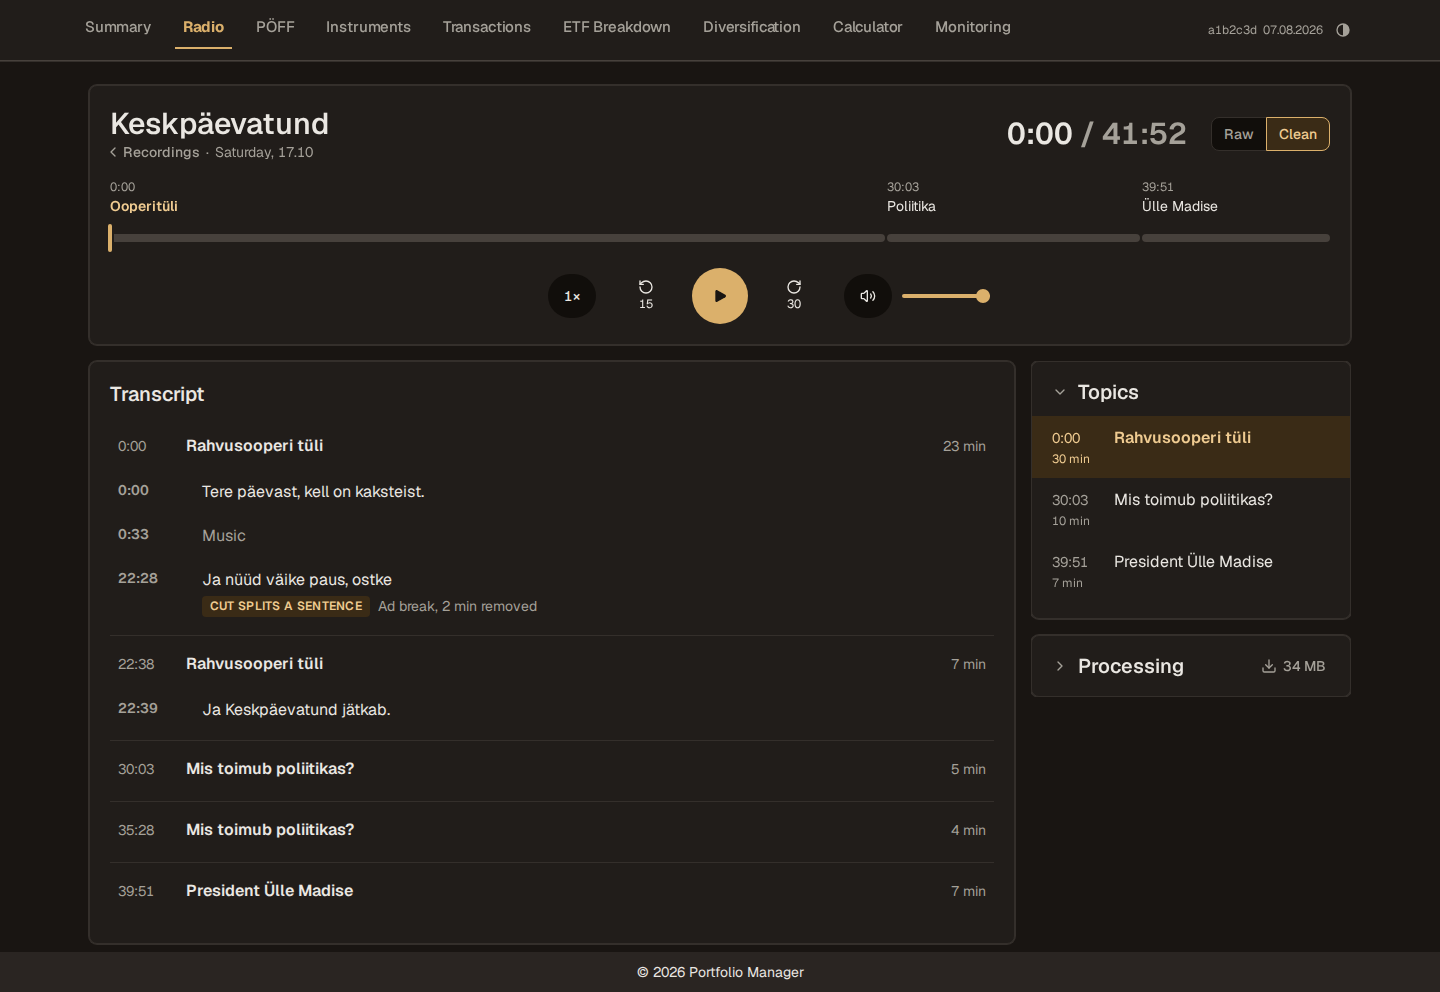 Summary Radio PÖFF Instruments Transactions ETF Breakdown Diversification Calculator Monitoring a1b2c3d 07.08.2026
Keskpäevatund
0:00 / 41:52
Raw Clean
Recordings · Saturday, 17.10
0:00 30:03 39:51
Ooperitüli Poliitika Ülle Madise
1× 15 30
Transcript
0:00 Rahvusooperi tüli 23 min
0:00 Tere päevast, kell on kaksteist.
0:33 Music
22:28 Ja nüüd väike paus, ostke
CUT SPLITS A SENTENCE Ad break, 2 min removed
22:38 Rahvusooperi tüli 7 min
22:39 Ja Keskpäevatund jätkab.
30:03 Mis toimub poliitikas? 5 min
35:28 Mis toimub poliitikas? 4 min
39:51 President Ülle Madise 7 min
Topics
0:00 Rahvusooperi tüli
30 min
30:03 Mis toimub poliitikas?
10 min
39:51 President Ülle Madise
7 min
Processing 34 MB
© 2026 Portfolio Manager